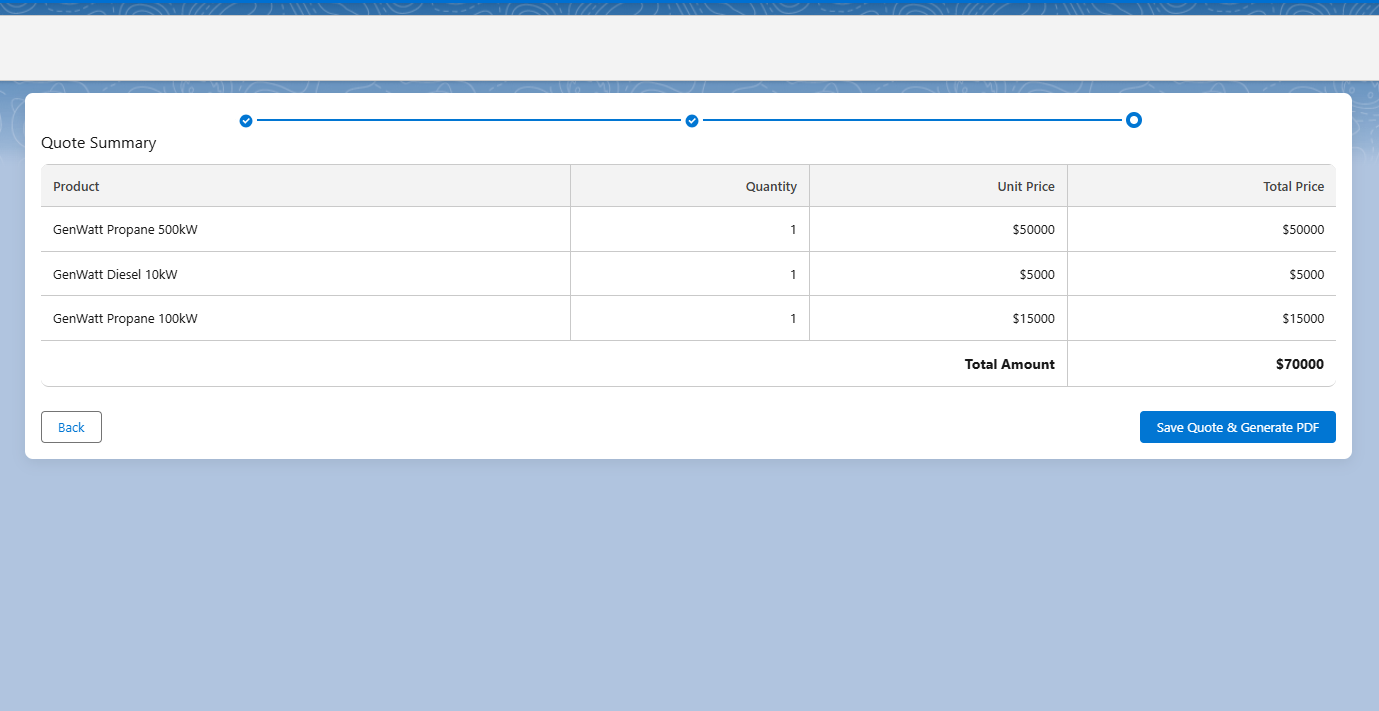 Quote Summary
Product Quantity Unit Price Total Price
GenWatt Propane 500kW 1 $50000 $50000
GenWatt Diesel 10kW 1 $5000 $5000
GenWatt Propane 100kW 1 $15000 $15000
Total Amount $70000
Back Save Quote & Generate PDF